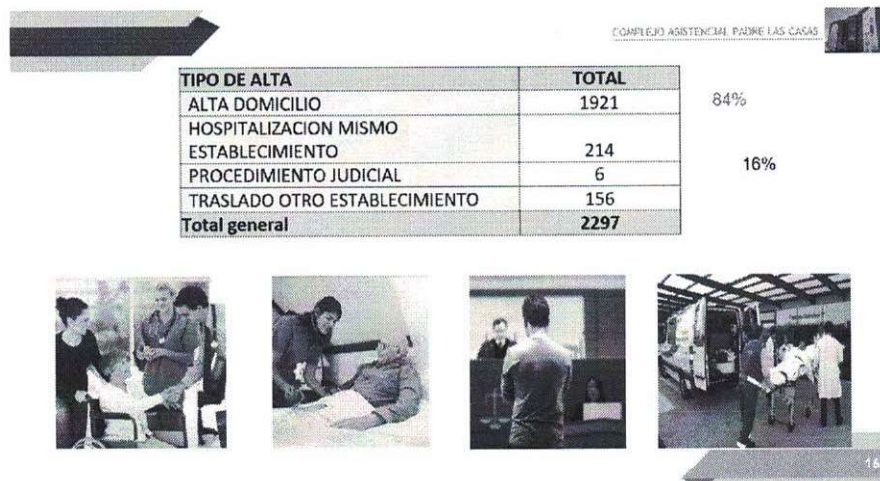 COMPLEJO ASISTENCIAL PADRE LAS CASAS
TIPO DE ALTA TOTAL
ALTA DOMICILIO 1921
84%
HOSPITALIZACION MISMO
ESTABLECIMIENTO 214
16%
PROCEDIMIENTO JUDICIAL 6
TRASLADO OTRO ESTABLECIMIENTO 156
Total general 2297
16